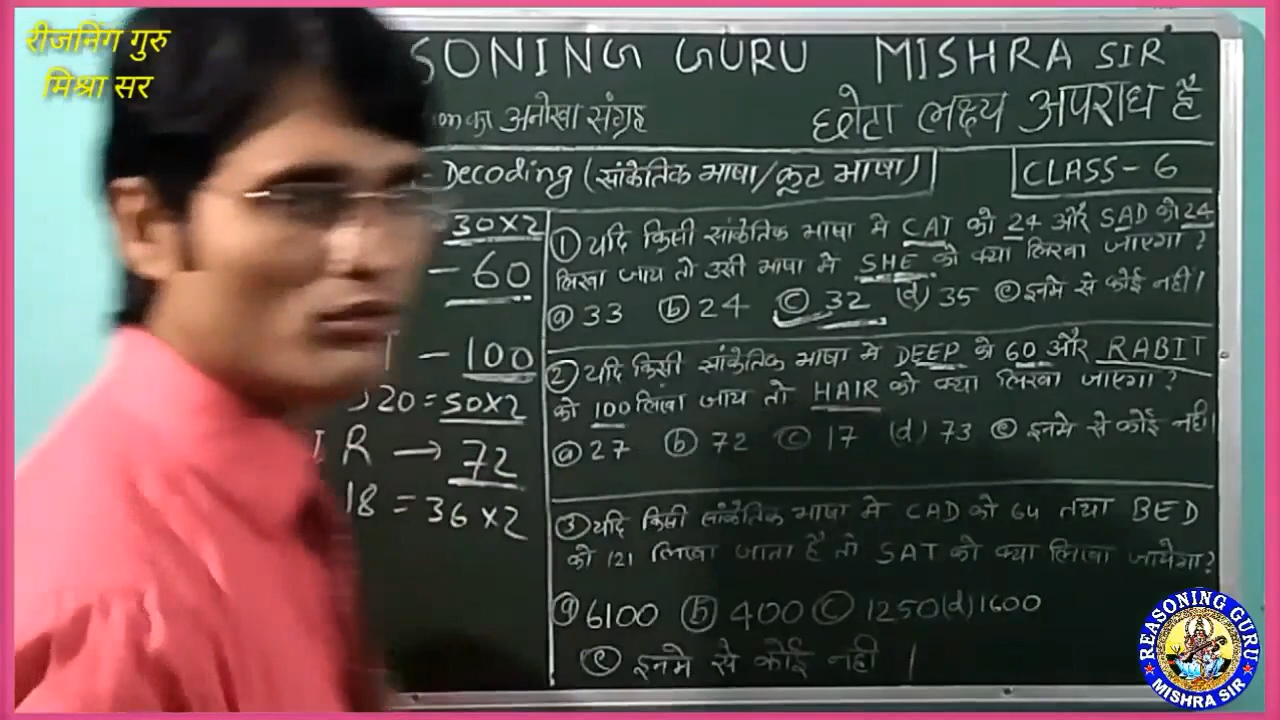 रीजनिंग गुरु
मिश्रा सर
SONING GURU MISHRA SIR
का अनोखा संग्रह
छोटा लक्ष्य अपराध है
Decoding (सांकेतिक भाषा/कूट भाषा)
CLASS - 6
= 30×2
- 60
T - 100
20 = 50×2
I R → 72
18 = 36×2
① यदि किसी सांकेतिक भाषा मे CAT को 24 और SAD को 24
लिखा जाय तो उसी भाषा मे SHE को क्या लिखा जाएगा ?
ⓐ 33 ⓑ 24 ⓒ 32 (d) 35 ⓔ इनमे से कोई नहीं।
② यदि किसी सांकेतिक भाषा मे DEEP को 60 और RABIT
को 100 लिखा जाय तो HAIR को क्या लिखा जाएगा ?
ⓐ 27 ⓑ 72 ⓒ 17 (d) 73 ⓔ इनमे से कोई नही।
③ यदि किसी सांकेतिक भाषा मे CAD को 64 तथा BED
को 121 लिखा जाता है तो SAT को क्या लिखा जायेगा?
ⓐ 6100 ⓑ 400 ⓒ 1250 (d) 1600
ⓔ इनमे से कोई नही |
REASONING GURU
MISHRA SIR